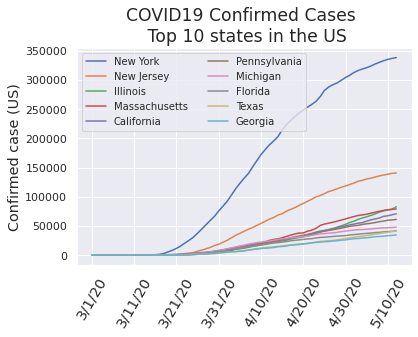 COVID19 Confirmed Cases
Top 10 states in the US
Confirmed case (US)
350000
300000
250000
200000
150000
100000
50000
0
New York
New Jersey
Illinois
Massachusetts
California
Pennsylvania
Michigan
Florida
Texas
Georgia
3/1/20
3/11/20
3/21/20
3/31/20
4/10/20
4/20/20
4/30/20
5/10/20